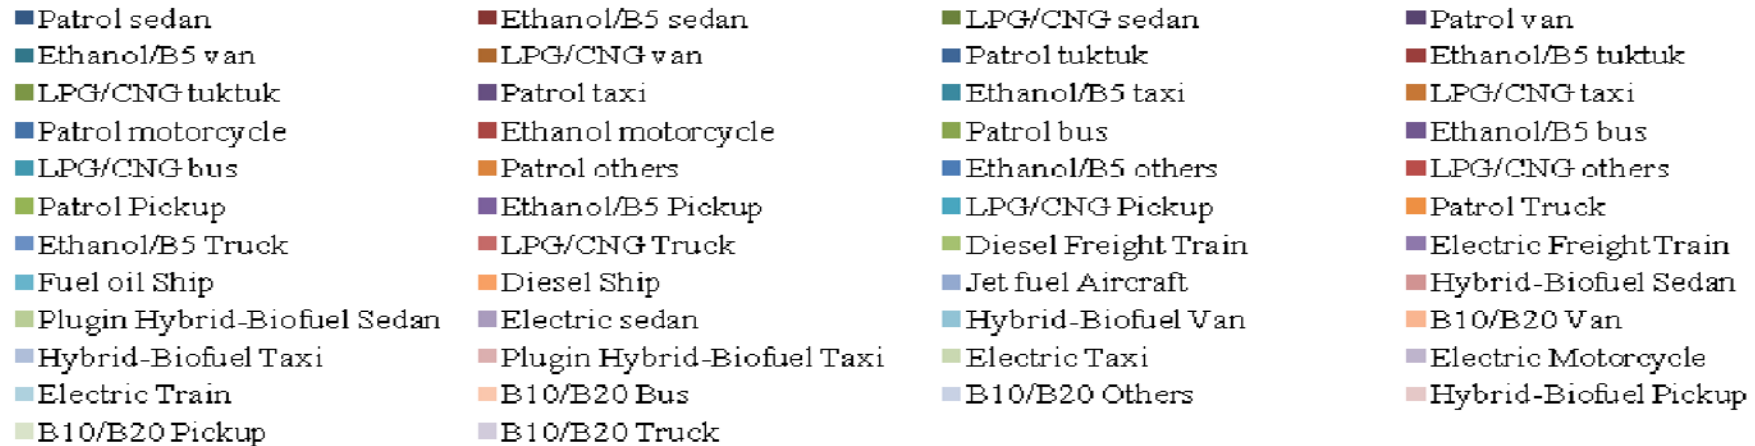 Patrol sedan Ethanol/B5 sedan LPG/CNG sedan Patrol van
Ethanol/B5 van LPG/CNG van Patrol tuktuk Ethanol/B5 tuktuk
LPG/CNG tuktuk Patrol taxi Ethanol/B5 taxi LPG/CNG taxi
Patrol motorcycle Ethanol motorcycle Patrol bus Ethanol/B5 bus
LPG/CNG bus Patrol others Ethanol/B5 others LPG/CNG others
Patrol Pickup Ethanol/B5 Pickup LPG/CNG Pickup Patrol Truck
Ethanol/B5 Truck LPG/CNG Truck Diesel Freight Train Electric Freight Train
Fuel oil Ship Diesel Ship Jet fuel Aircraft Hybrid-Biofuel Sedan
Plugin Hybrid-Biofuel Sedan Electric sedan Hybrid-Biofuel Van B10/B20 Van
Hybrid-Biofuel Taxi Plugin Hybrid-Biofuel Taxi Electric Taxi Electric Motorcycle
Electric Train B10/B20 Bus B10/B20 Others Hybrid-Biofuel Pickup
B10/B20 Pickup B10/B20 Truck